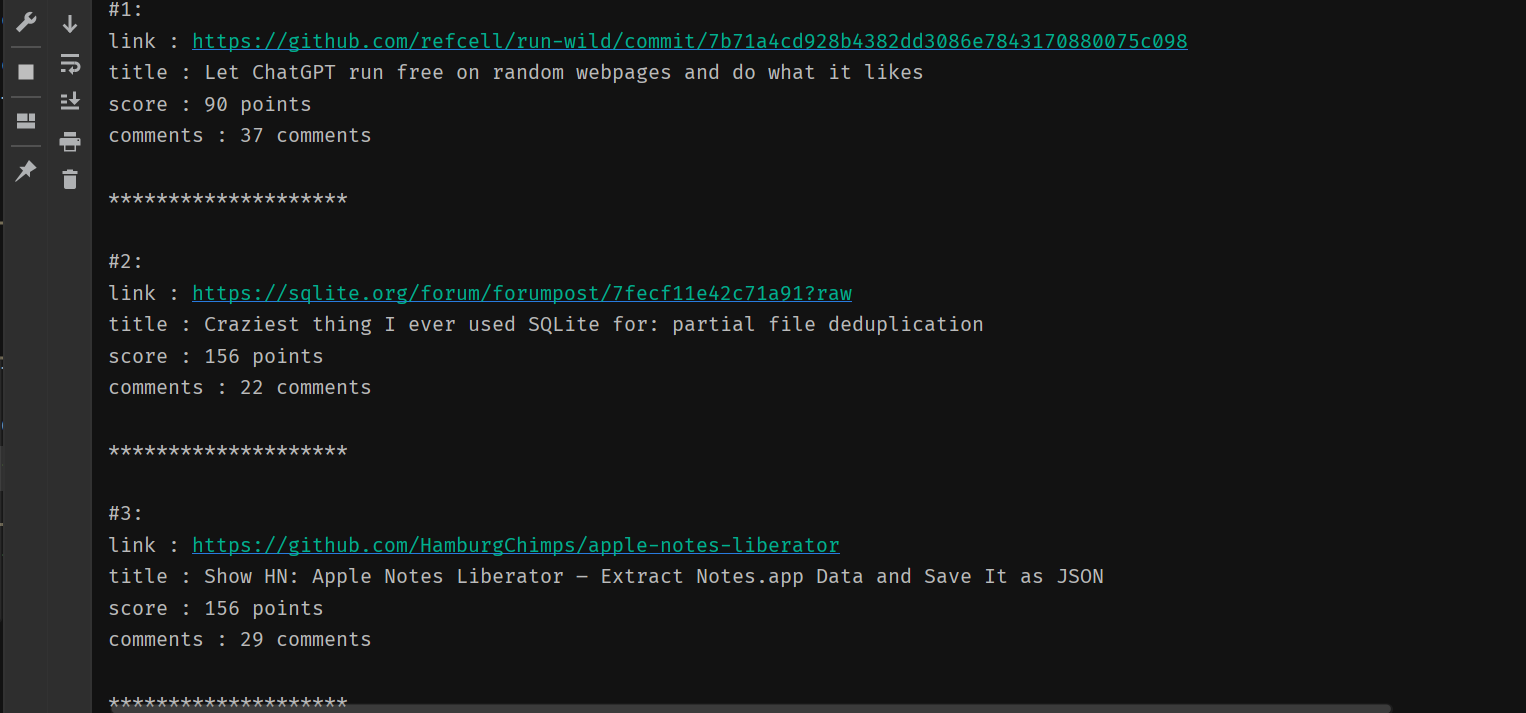 #1:
link : https://github.com/refcell/run-wild/commit/7b71a4cd928b4382dd3086e7843170880075c098
title : Let ChatGPT run free on random webpages and do what it likes
score : 90 points
comments : 37 comments
********************
#2:
link : https://sqlite.org/forum/forumpost/7fecf11e42c71a91?raw
title : Craziest thing I ever used SQLite for: partial file deduplication
score : 156 points
comments : 22 comments
********************
#3:
link : https://github.com/HamburgChimps/apple-notes-liberator
title : Show HN: Apple Notes Liberator – Extract Notes.app Data and Save It as JSON
score : 156 points
comments : 29 comments
********************